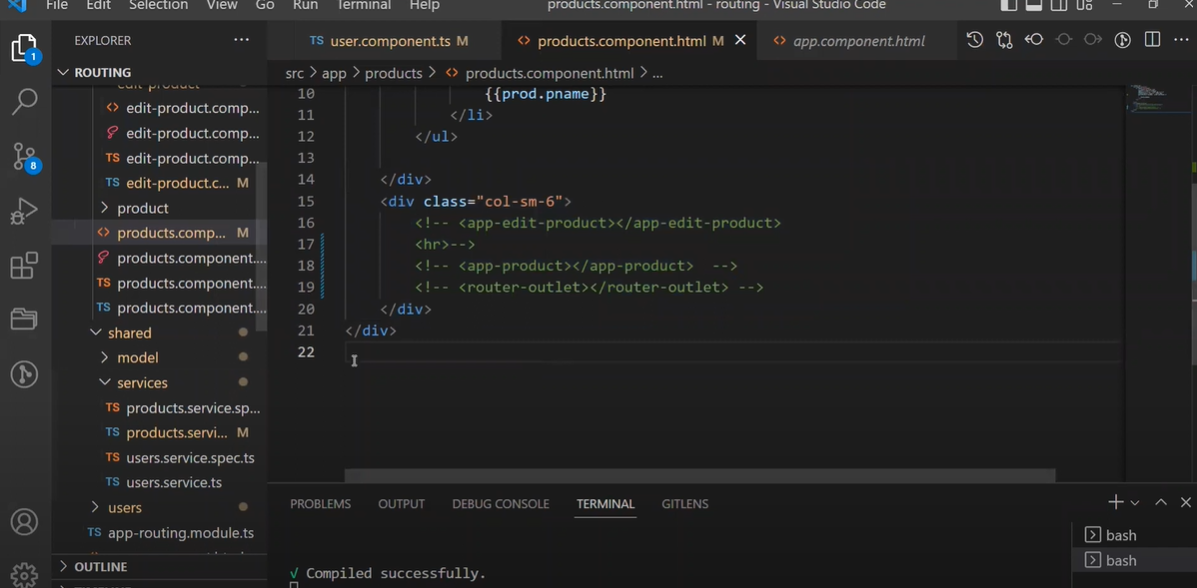 File Edit Selection View Go Run Terminal Help products.component.html - routing - Visual Studio Code
EXPLORER ...
TS user.component.ts M
<> products.component.html M ×
<> app.component.html
ROUTING
src > app > products > <> products.component.html > ...
edit-product
<> edit-product.comp...
edit-product.comp...
TS edit-product.comp...
TS edit-product.c... M
product
<> products.comp... M
products.component....
TS products.component....
TS products.component....
shared
model
services
TS products.service.sp...
TS products.servi... M
TS users.service.spec.ts
TS users.service.ts
users
TS app-routing.module.ts
OUTLINE
1
8
10 {{prod.pname}}
11 </li>
12 </ul>
13
14 </div>
15 <div class="col-sm-6">
16 <!-- <app-edit-product></app-edit-product>
17 <hr>-->
18 <!-- <app-product></app-product>  -->
19 <!-- <router-outlet></router-outlet> -->
20 </div>
21 </div>
22
PROBLEMS OUTPUT DEBUG CONSOLE TERMINAL GITLENS
√ Compiled successfully.
bash
bash